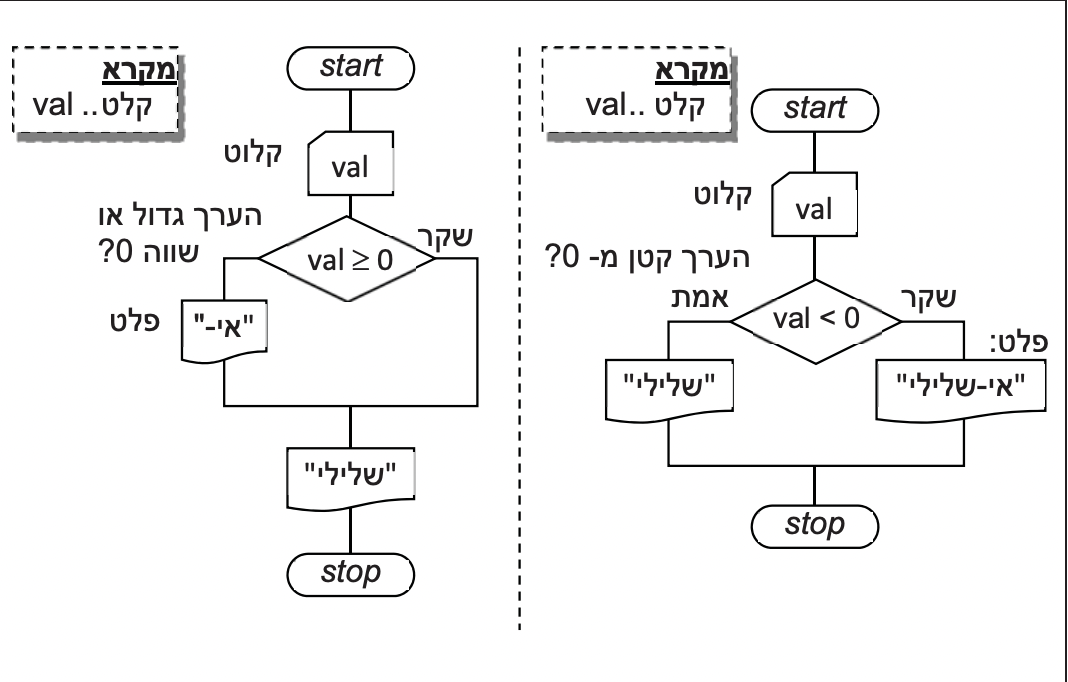 מקרא
קלט.. val
start
קלוט
val
הערך קטן מ- 0?
אמת
שקר
val < 0
פלט:
"שלילי"
"אי-שלילי"
stop
מקרא
קלט.. val
start
קלוט
val
הערך גדול או
שווה 0?
שקר
val ≥ 0
פלט
"אי-"
"שלילי"
stop